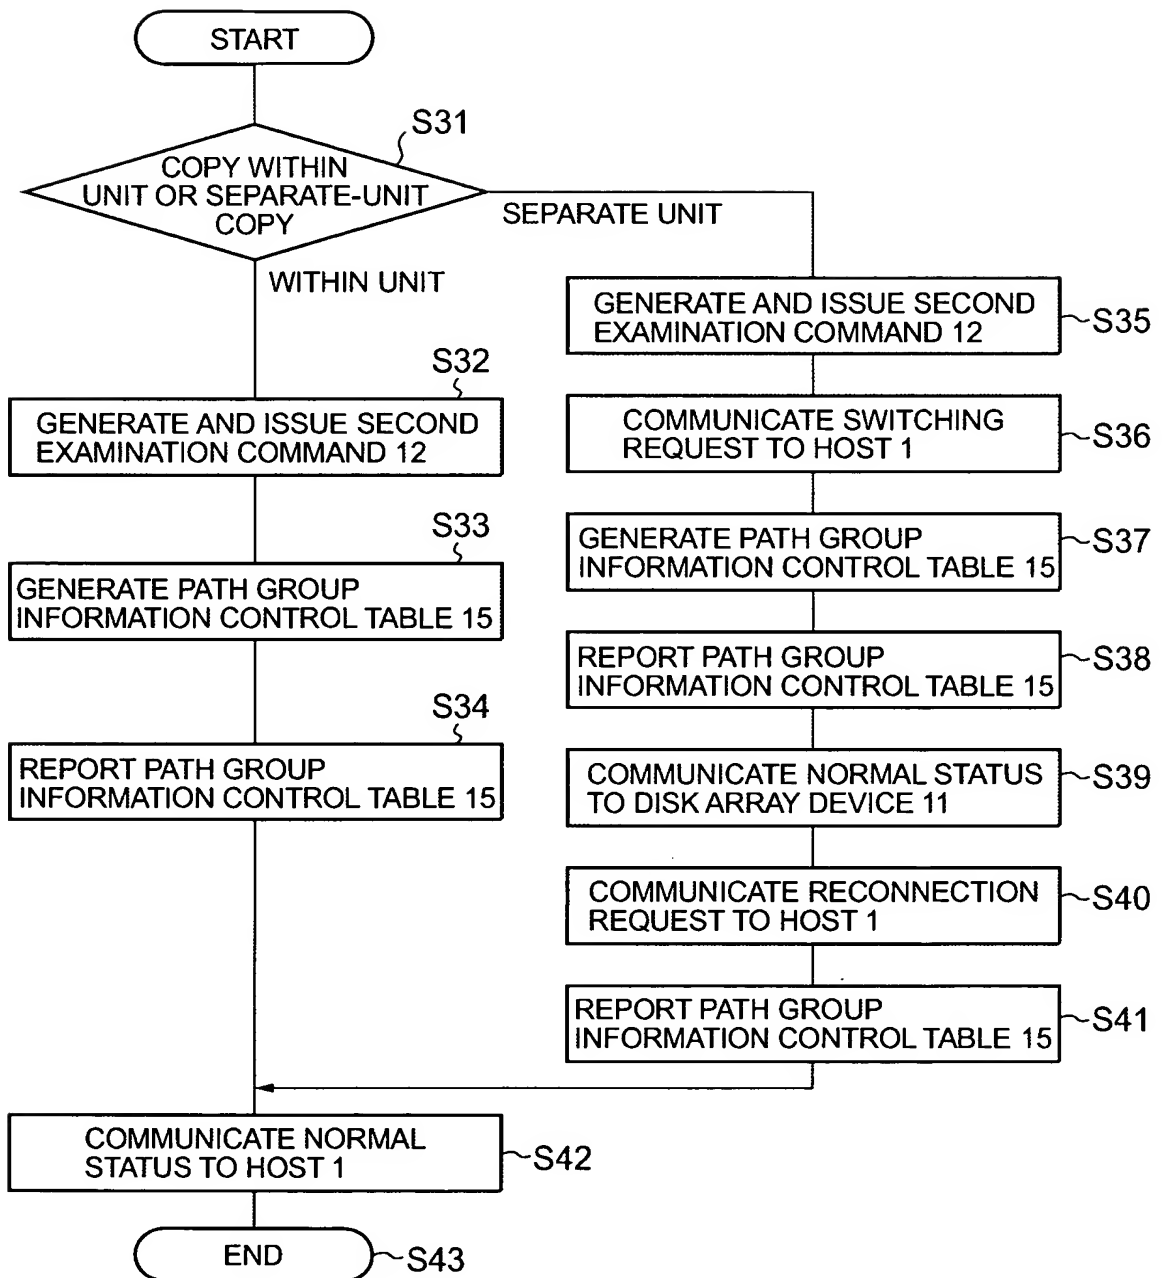 START
S31
COPY WITHIN
UNIT OR SEPARATE-UNIT
COPY
SEPARATE UNIT
WITHIN UNIT
S32
GENERATE AND ISSUE SECOND
EXAMINATION COMMAND 12
S33
GENERATE PATH GROUP
INFORMATION CONTROL TABLE 15
S34
REPORT PATH GROUP
INFORMATION CONTROL TABLE 15
GENERATE AND ISSUE SECOND
EXAMINATION COMMAND 12
S35
COMMUNICATE SWITCHING
REQUEST TO HOST 1
S36
GENERATE PATH GROUP
INFORMATION CONTROL TABLE 15
S37
REPORT PATH GROUP
INFORMATION CONTROL TABLE 15
S38
COMMUNICATE NORMAL STATUS
TO DISK ARRAY DEVICE 11
S39
COMMUNICATE RECONNECTION
REQUEST TO HOST 1
S40
REPORT PATH GROUP
INFORMATION CONTROL TABLE 15
S41
COMMUNICATE NORMAL
STATUS TO HOST 1
S42
END
S43